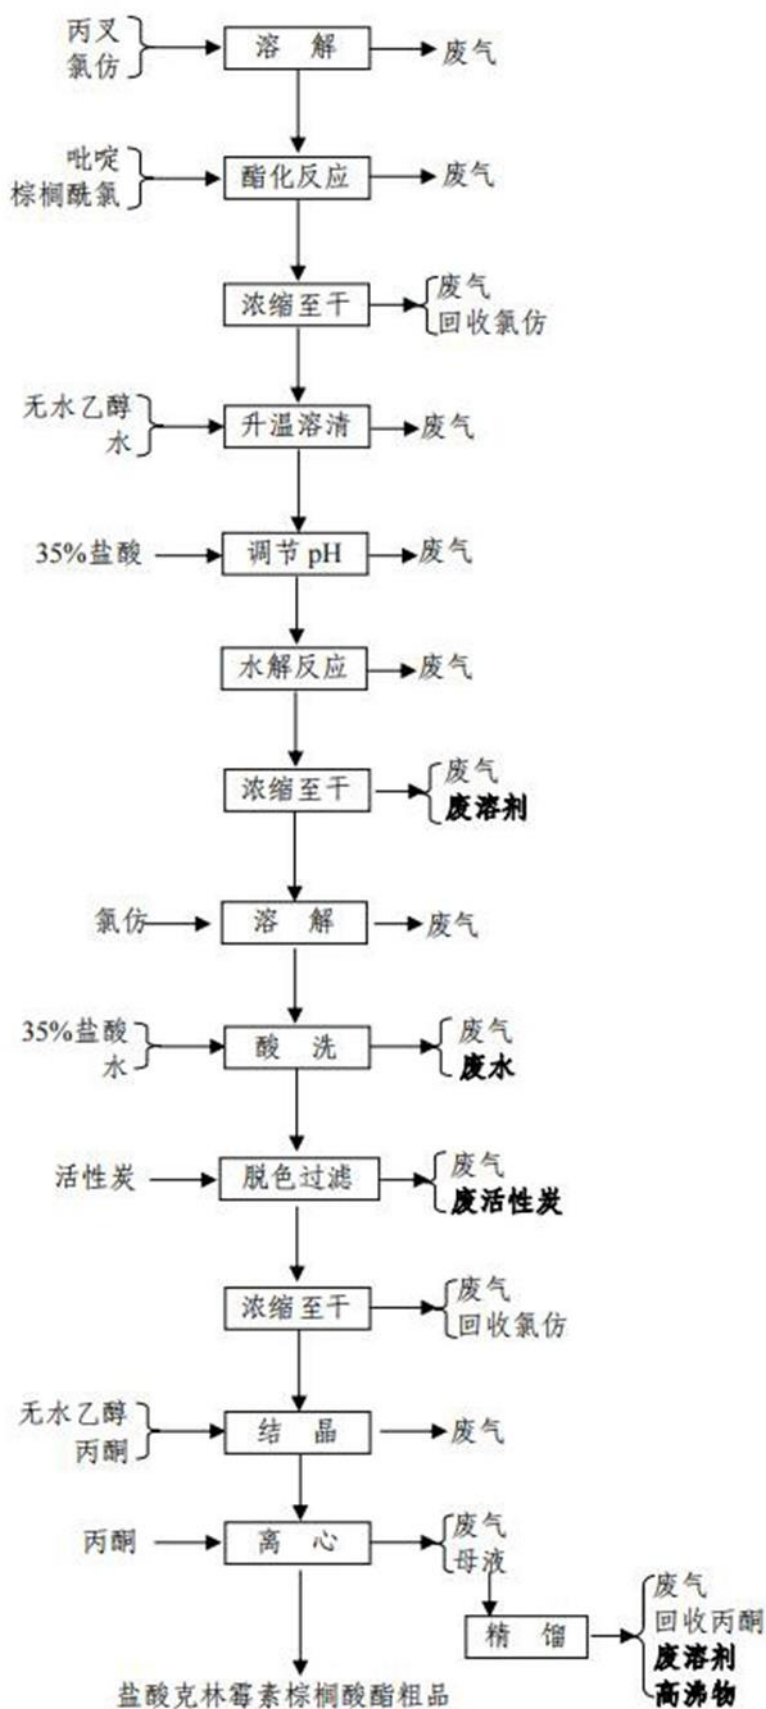 丙叉
氯仿
溶 解
废气
吡啶
棕榈酰氯
酯化反应
废气
浓缩至干
废气
回收氯仿
无水乙醇
水
升温溶清
废气
35%盐酸
调节 pH
废气
水解反应
废气
浓缩至干
废气
废溶剂
氯仿
溶 解
废气
35%盐酸
水
酸 洗
废气
废水
活性炭
脱色过滤
废气
废活性炭
浓缩至干
废气
回收氯仿
无水乙醇
丙酮
结 晶
废气
丙酮
离 心
废气
母液
精 馏
废气
回收丙酮
废溶剂
高沸物
盐酸克林霉素棕榈酸酯粗品